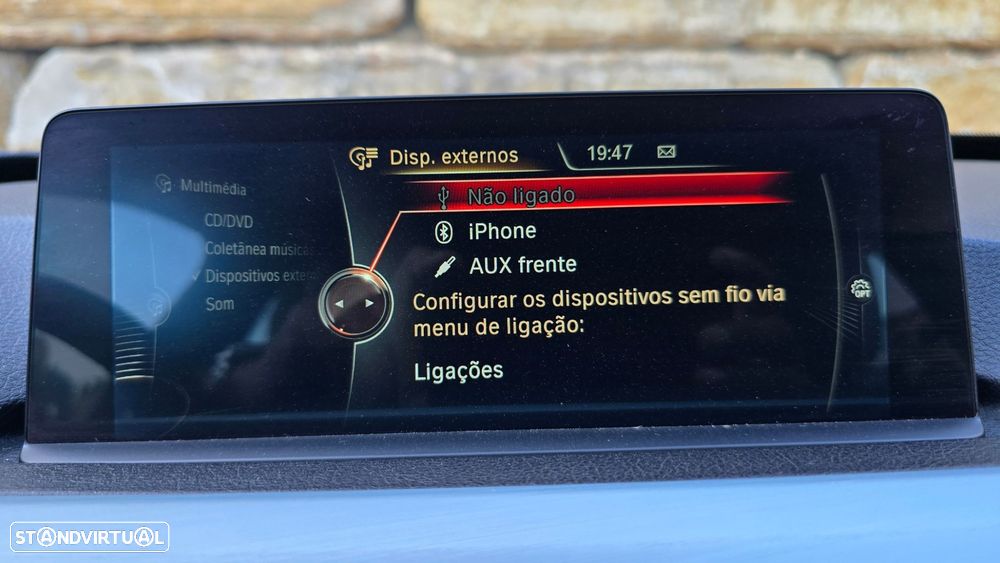 Disp. externos
19:47
Multimédia
CD/DVD
Coletânea músicas
Dispositivos exter
Som
Não ligado
iPhone
AUX frente
Configurar os dispositivos sem fio via
menu de ligação:
Ligações
OPT
STANDVIRTUAL